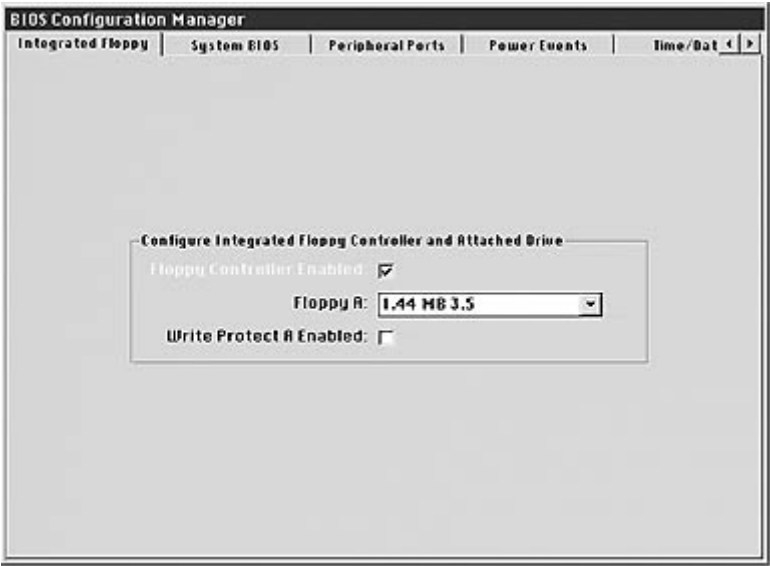 BIOS Configuration Manager
Integrated Floppy System BIOS Peripheral Ports Power Events Time/Dat
Configure Integrated Floppy Controller and Attached Drive
Floppy Controller Enabled:
Floppy A: 1.44 MB 3.5
Write Protect A Enabled: